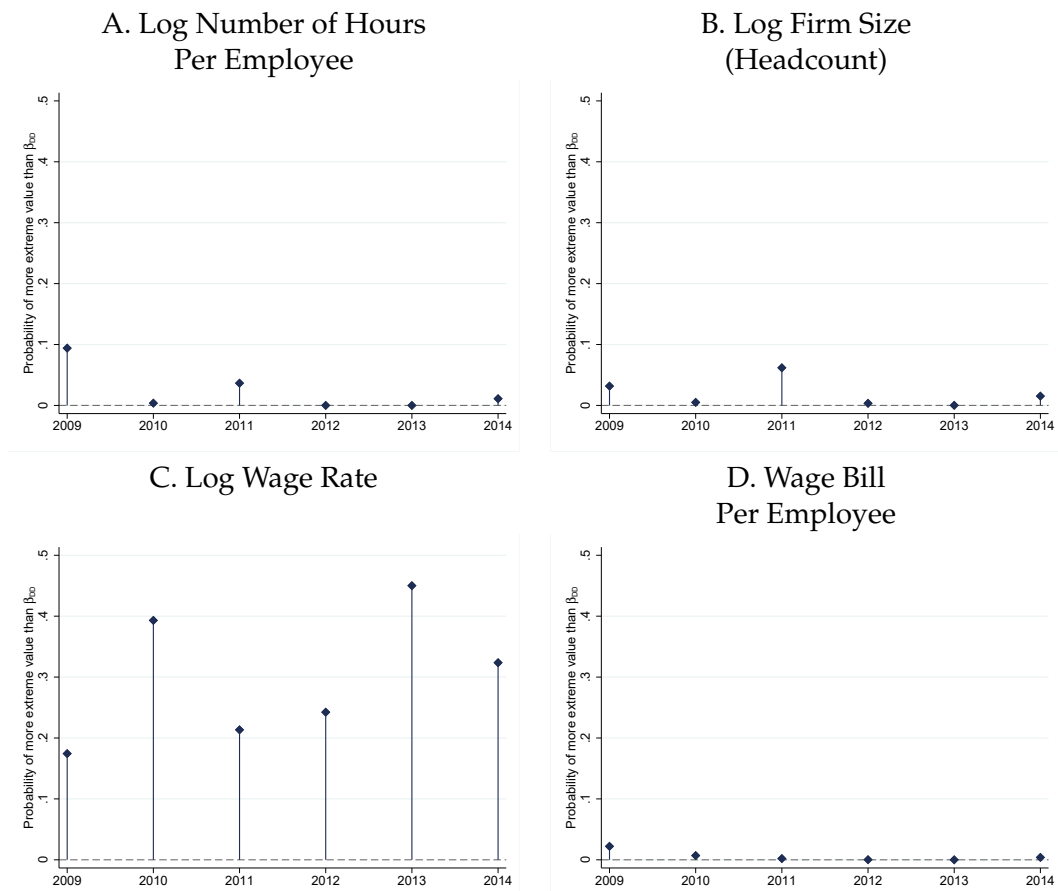 A. Log Number of Hours
Per Employee
Probability of more extreme value than βDD
.5
.4
.3
.2
.1
0
2009 2010 2011 2012 2013 2014
B. Log Firm Size
(Headcount)
Probability of more extreme value than βDD
.5
.4
.3
.2
.1
0
2009 2010 2011 2012 2013 2014
C. Log Wage Rate
Probability of more extreme value than βDD
.5
.4
.3
.2
.1
0
2009 2010 2011 2012 2013 2014
D. Wage Bill
Per Employee
Probability of more extreme value than βDD
.5
.4
.3
.2
.1
0
2009 2010 2011 2012 2013 2014